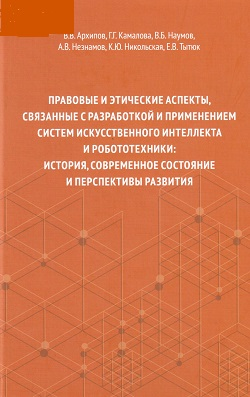 В.В. Архипов, Г.Г. Камалова, В.Б. Наумов,
А.В. Незнамов, К.Ю. Никольская, Е.В. Тытюк
ПРАВОВЫЕ И ЭТИЧЕСКИЕ АСПЕКТЫ,
СВЯЗАННЫЕ С РАЗРАБОТКОЙ И ПРИМЕНЕНИЕМ
СИСТЕМ ИСКУССТВЕННОГО ИНТЕЛЛЕКТА
И РОБОТОТЕХНИКИ:
ИСТОРИЯ, СОВРЕМЕННОЕ СОСТОЯНИЕ
И ПЕРСПЕКТИВЫ РАЗВИТИЯ